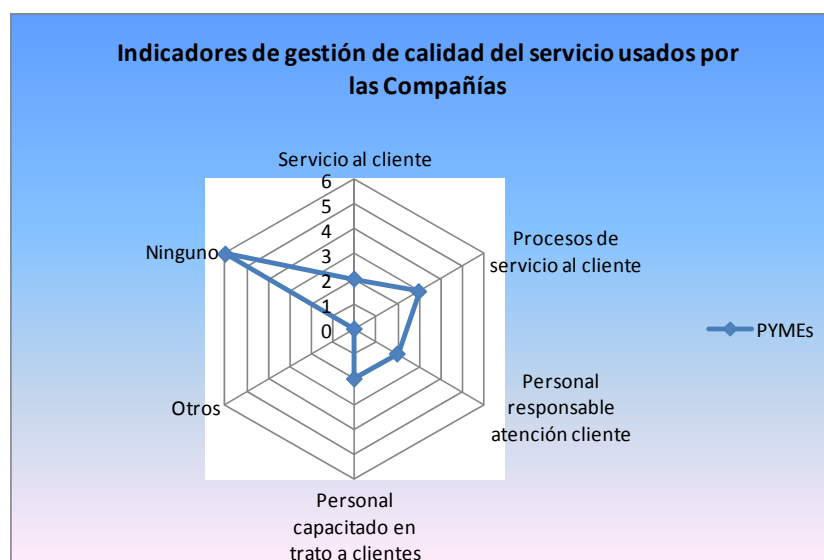 Indicadores de gestión de calidad del servicio usados por
las Compañías
Servicio al cliente
6
5
4
3
2
1
0
Procesos de
servicio al cliente
Personal
responsable
atención cliente
Personal
capacitado en
trato a clientes
Otros
Ninguno
PYMEs